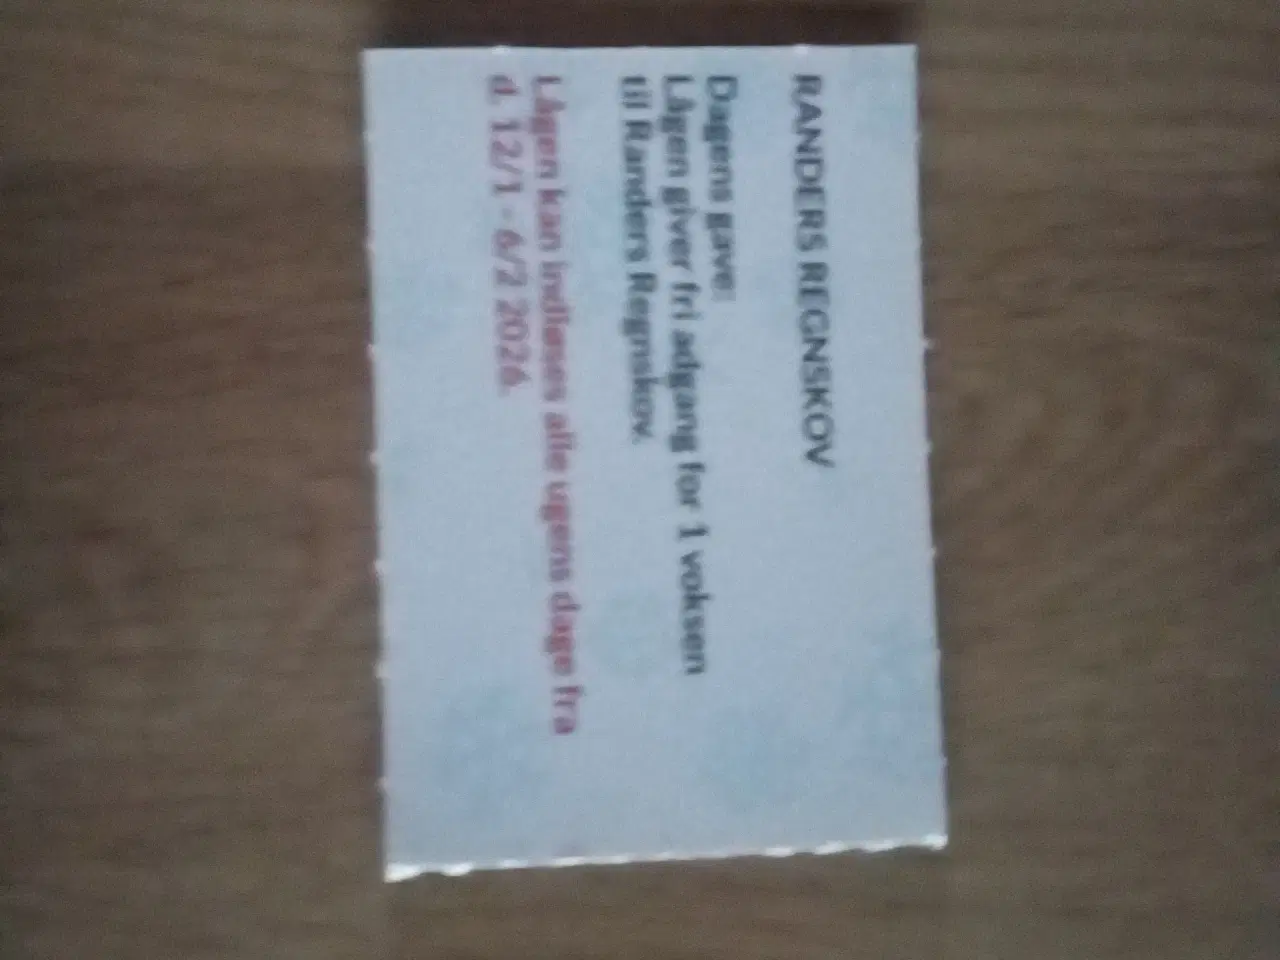 RANDERS REGNSKOV
Dagens gave:
Lågen giver fri adgang for 1 voksen
til Randers Regnskov.
Lågen kan indløses alle ugens dage fra
d. 12/1 - 6/2 2026.